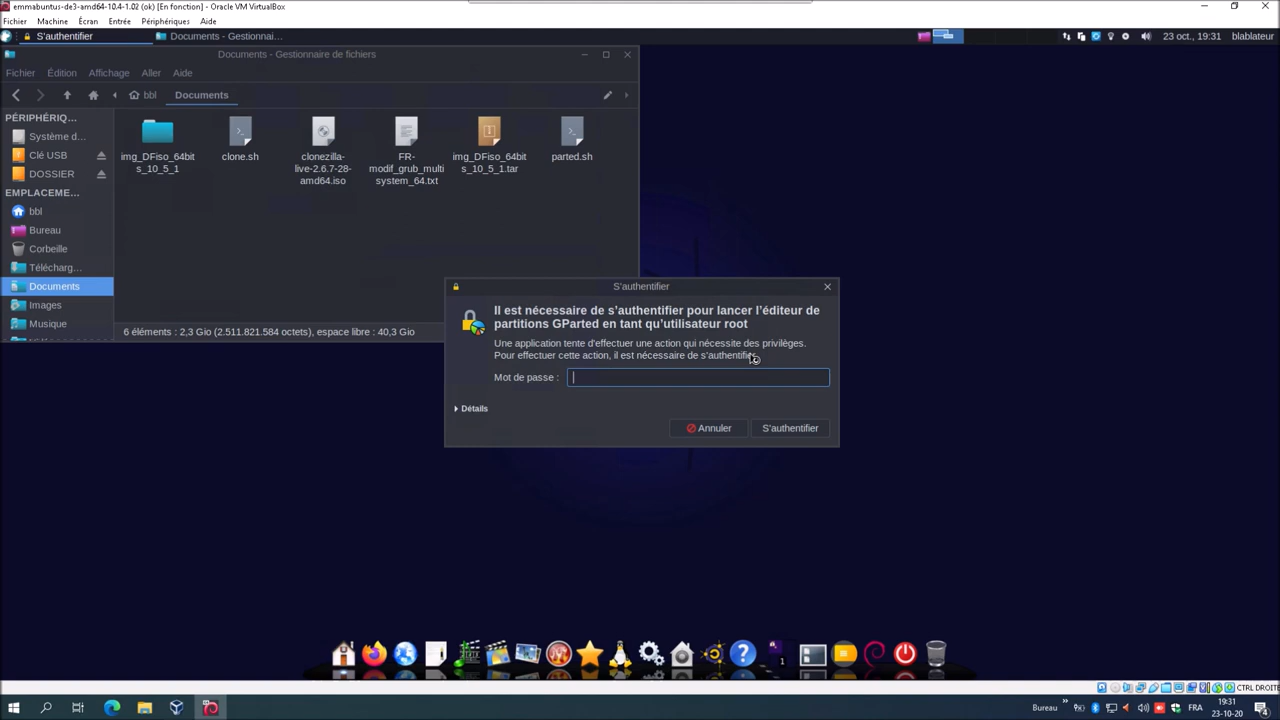 emmabuntus-de3-amd64-10.4-1.02 (ok) [En fonction] - Oracle VM VirtualBox
Fichier Machine Écran Entrée Périphériques Aide
S'authentifier
Documents - Gestionnai...
23 oct., 19:31
blablateur
Documents - Gestionnaire de fichiers
Fichier Édition Affichage Aller Aide
bbl Documents
PÉRIPHÉRIQ...
Système d...
Clé USB
DOSSIER
EMPLACEME...
bbl
Bureau
Corbeille
Télécharg...
Documents
Images
Musique
img_DFiso_64bit
s_10_5_1
clone.sh
clonezilla-
live-2.6.7-28-
amd64.iso
FR-
modif_grub_multi
system_64.txt
img_DFiso_64bit
s_10_5_1.tar
parted.sh
6 éléments : 2,3 Gio (2.511.821.584 octets), espace libre : 40,3 Gio
S'authentifier
Il est nécessaire de s’authentifier pour lancer l’éditeur de
partitions GParted en tant qu’utilisateur root
Une application tente d'effectuer une action qui nécessite des privilèges.
Pour effectuer cette action, il est nécessaire de s'authentifier.
Mot de passe :
Détails
Annuler
S'authentifier
1
CTRL DROITE
Bureau
FRA
19:31
23-10-20
4